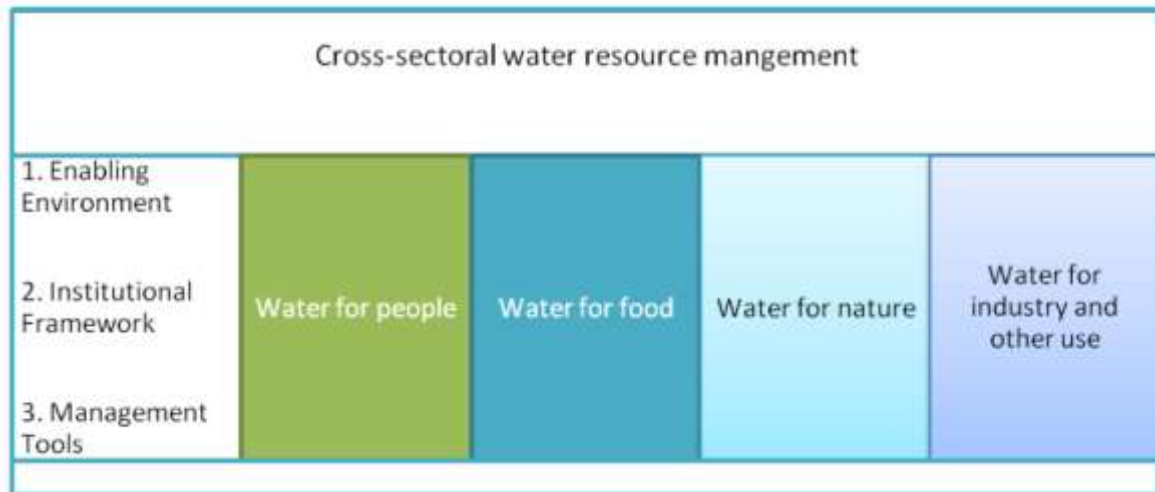 Cross-sectoral water resource mangement
1. Enabling
Environment
2. Institutional
Framework
3. Management
Tools
Water for people
Water for food
Water for nature
Water for
industry and
other use